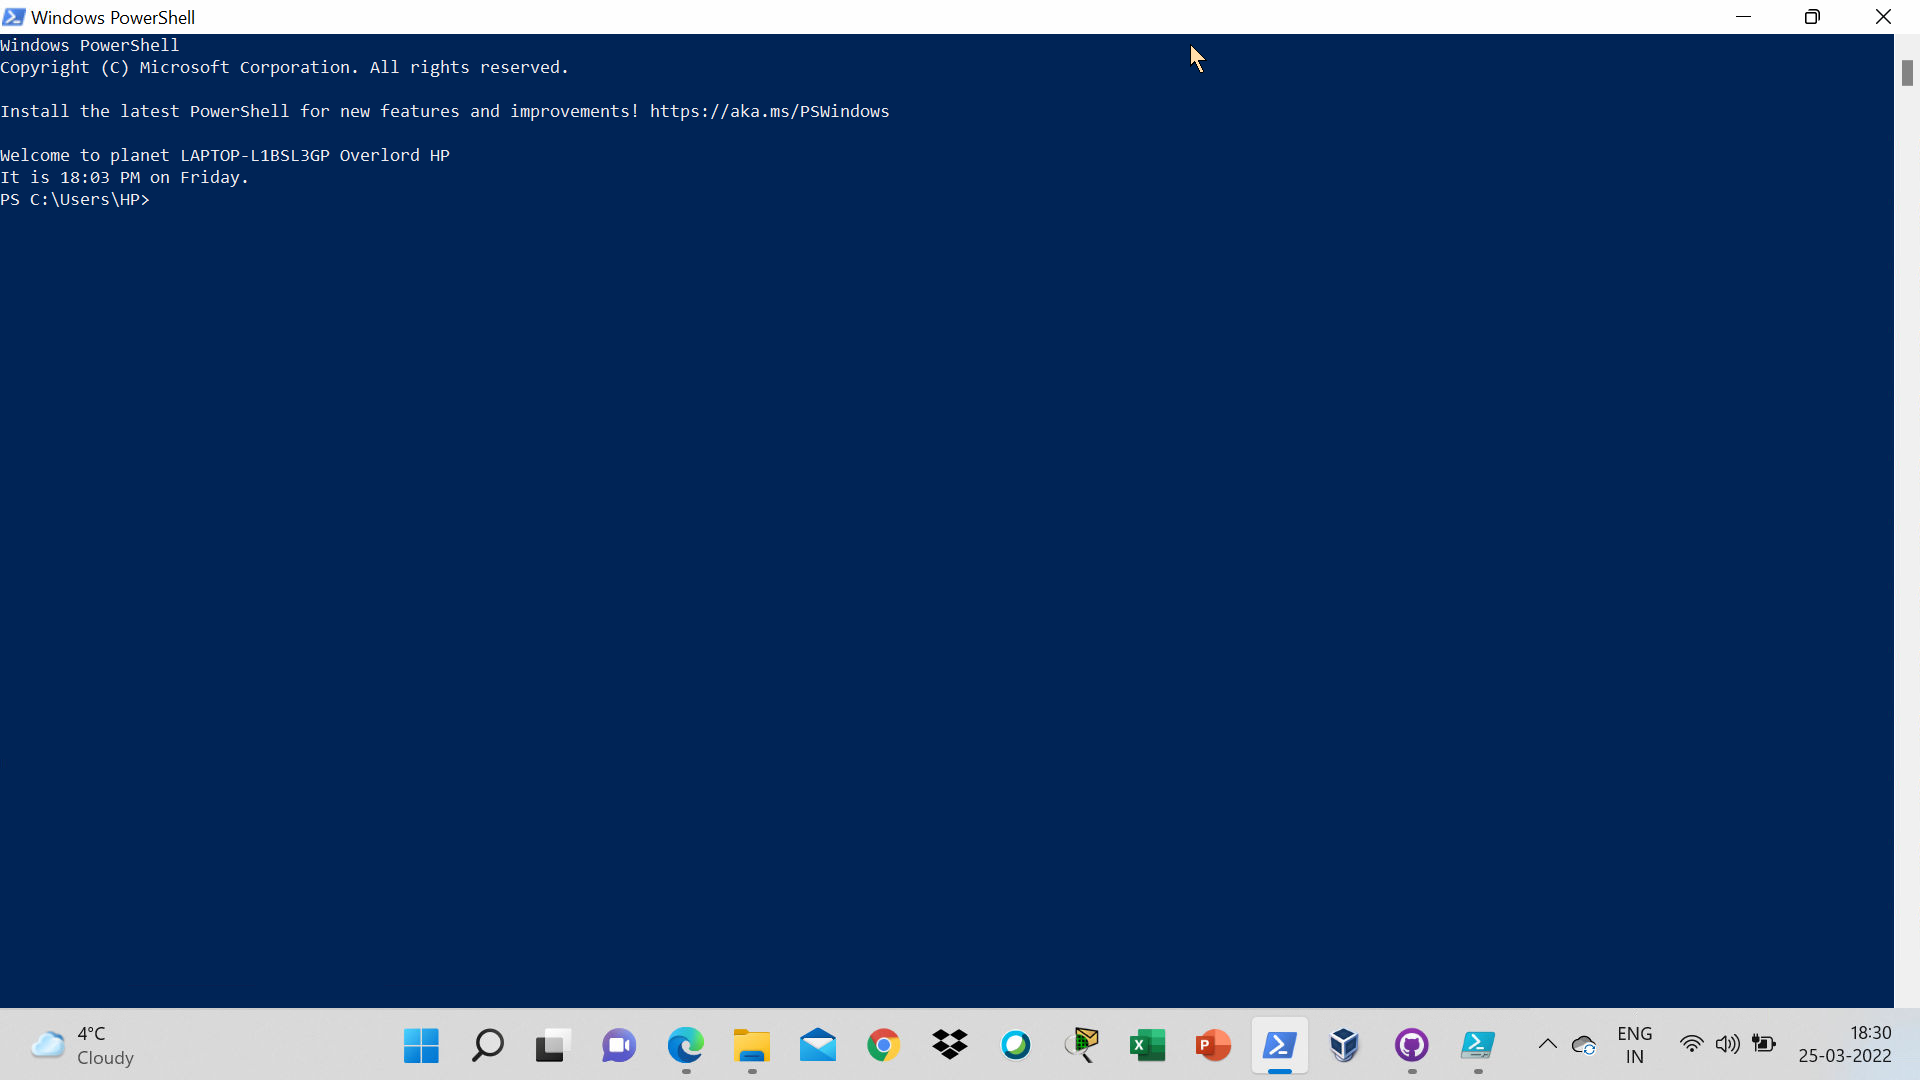 Windows PowerShell
Windows PowerShell
Copyright (C) Microsoft Corporation. All rights reserved.
Install the latest PowerShell for new features and improvements! https://aka.ms/PSWindows
Welcome to planet LAPTOP-L1BSL3GP Overlord HP
It is 18:03 PM on Friday.
PS C:\Users\HP>
4°C
Cloudy
ENG
IN
18:30
25-03-2022